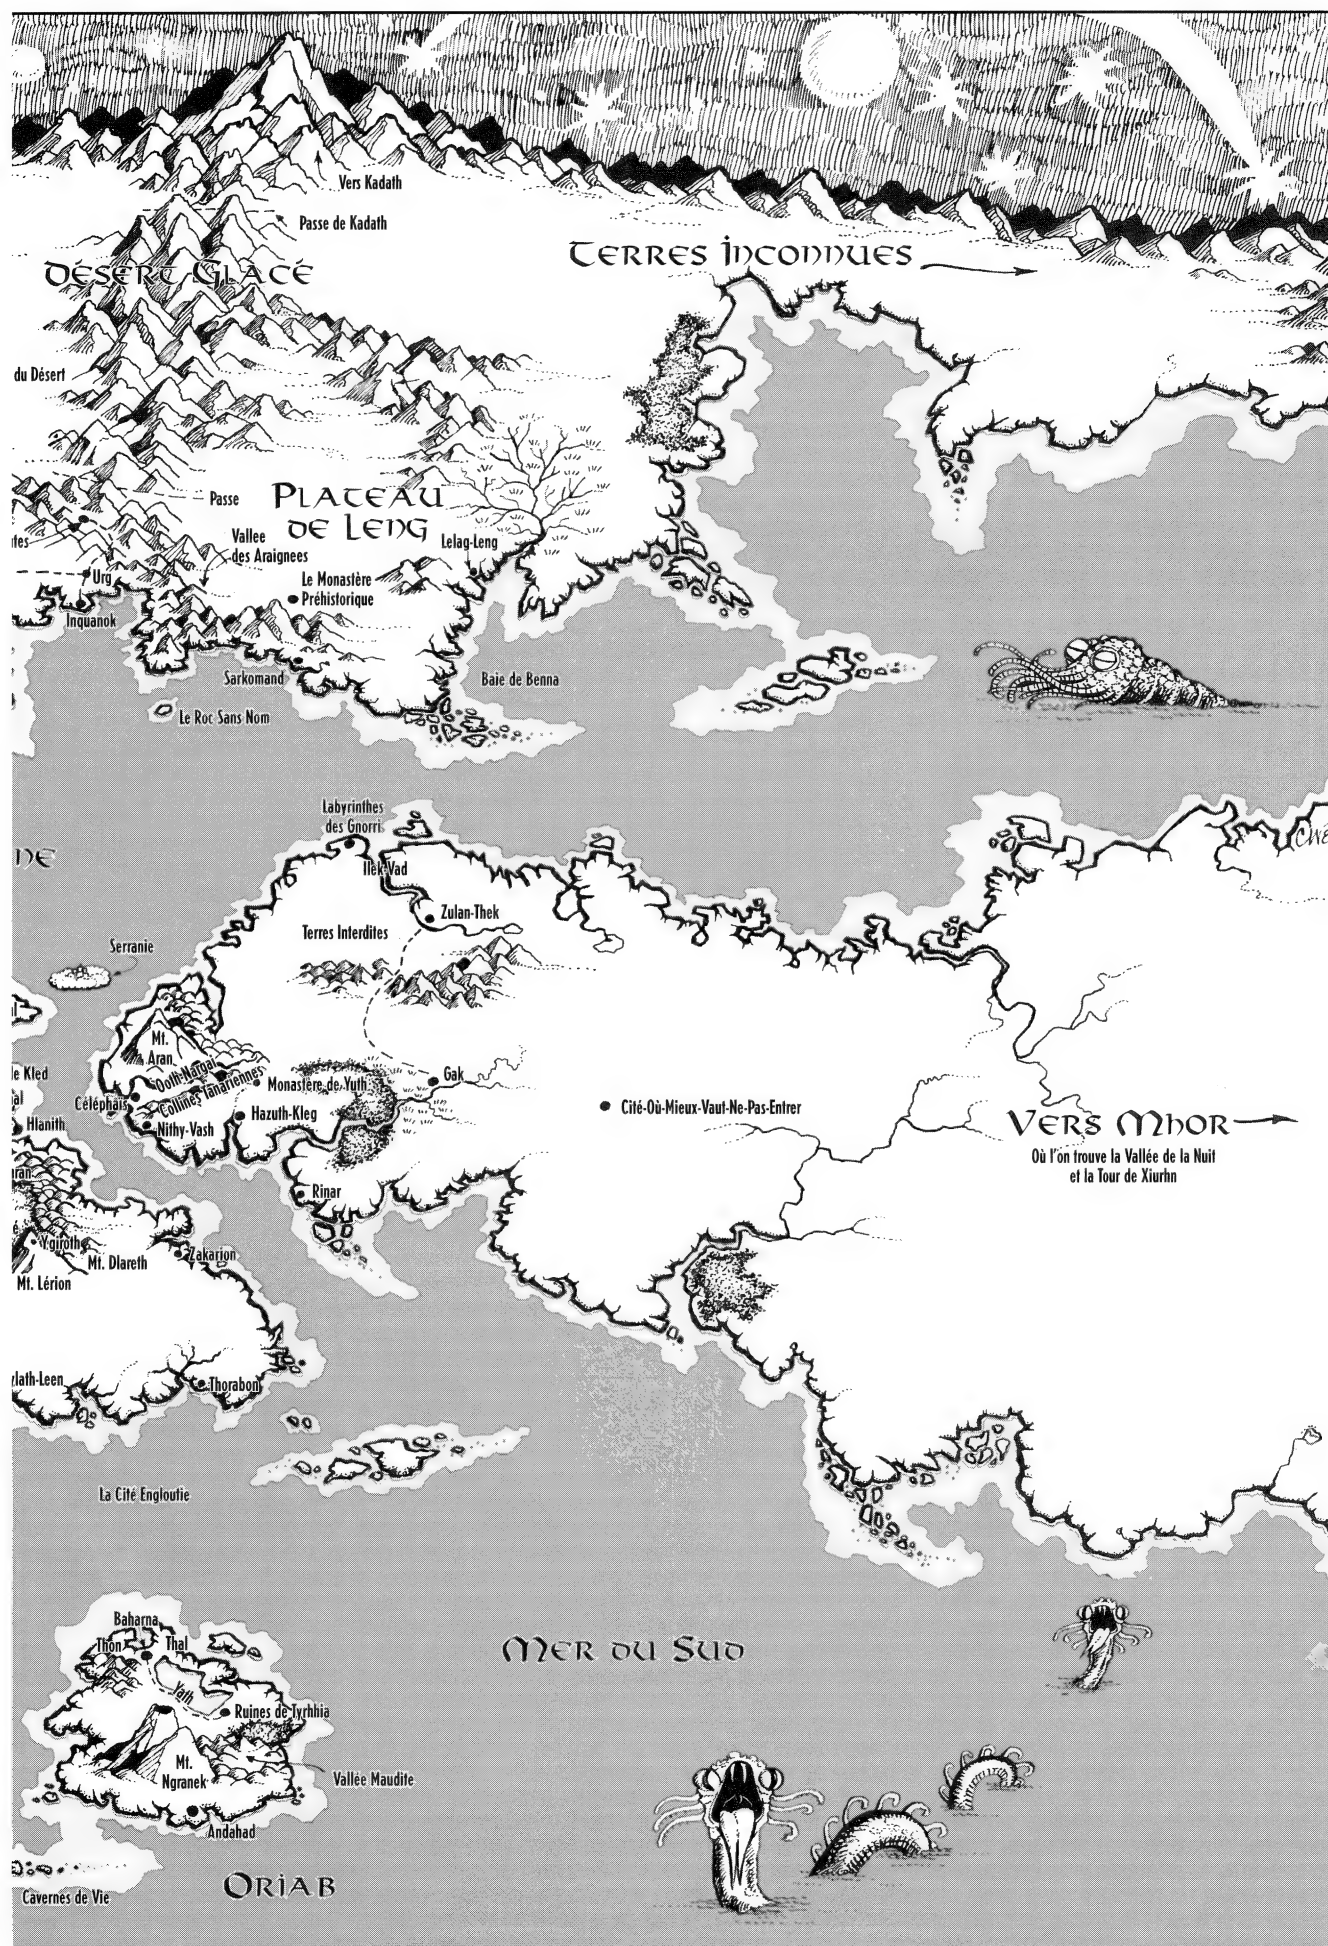 Vers Kadath
Passe de Kadath
TERRES INCONNUES
DÉSERT GLACÉ
du Désert
Passe
PLATEAU
DE LENG
Vallee
des Araignees
Lelag-Leng
Urg
Le Monastère
Préhistorique
Inquanok
Sarkomand
Baie de Benna
Le Roc Sans Nom
Labyrinthes
des Gnorri
Ilek-Vad
Zulan-Thek
Terres Interdites
Serranie
Mt.
Aran
Ooth-Nargai
Collines Tanariennes
Monastère de Yuth
Gak
Céléphaïs
Hazuth-Kleg
Nithy-Vash
Cité-Où-Mieux-Vaut-Ne-Pas-Entrer
VERS MHOR
Où l'ón trouve la Vallée de la Nuit
et la Tour de Xiurhn
le Kled
Hlanith
Rinar
Ygiroth
Mt. Dlareth
Zakarion
Mt. Lérion
ylath-Leen
Thorabon
La Cité Engloutie
Baharna
Thon
Thal
Yath
Ruines de Tyrhhia
Mt.
Ngranek
Vallée Maudite
Andahad
MER DU SUD
ORIAB
Cavernes de Vie